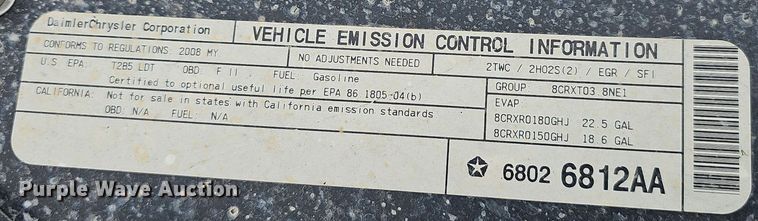 DaimlerChrysler Corporation
VEHICLE EMISSION CONTROL INFORMATION
CONFORMS TO REGULATIONS: 2008 MY
NO ADJUSTMENTS NEEDED
2TWC / 2HO2S(2) / EGR / SFI
U.S. EPA: T2B5 LDT OBD: F II FUEL: Gasoline
Certified to optional useful life per EPA 86.1805-04(b)
CALIFORNIA: Not for sale in states with California emission standards
OBD: N/A FUEL: N/A
GROUP: 8CRXT03.8NE1
EVAP:
8CRXR0180GHJ 22.5 GAL
8CRXR0150GHJ 18.6 GAL
6802 6812AA
Purple Wave Auction